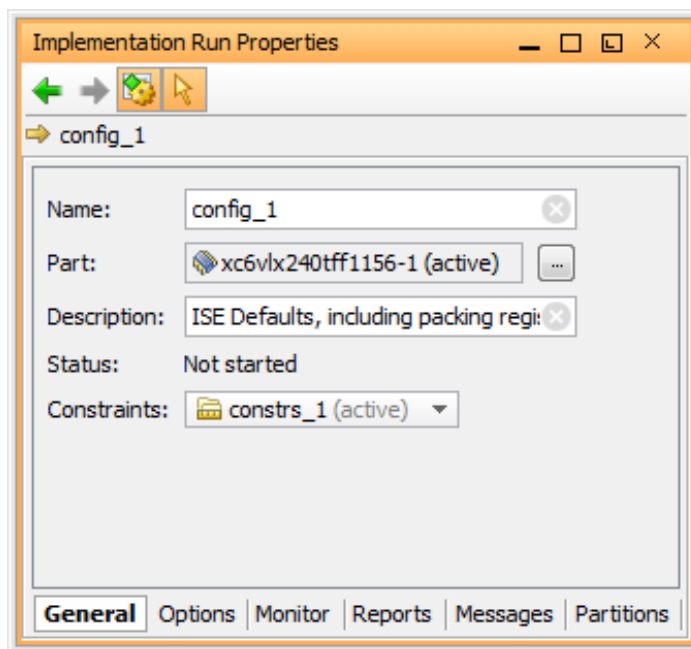 Implementation Run Properties
config_1
Name: config_1
Part: xc6vlx240tff1156-1 (active) ...
Description: ISE Defaults, including packing regis
Status: Not started
Constraints: constrs_1 (active)
General Options Monitor Reports Messages Partitions